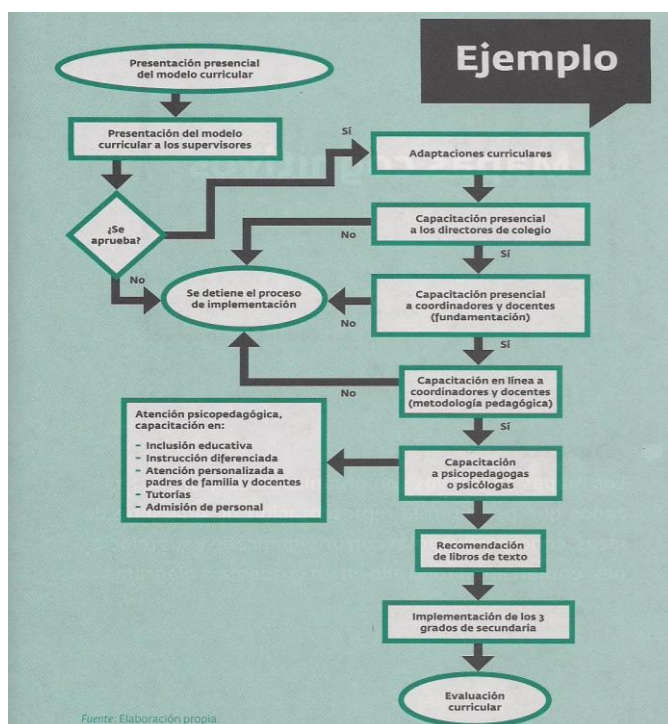 Ejemplo
Presentación presencial
del modelo curricular
Presentación del modelo
curricular a los supervisores
¿Se
aprueba?
Sí
No
Se detiene el proceso
de implementación
Adaptaciones curriculares
Capacitación presencial
a los directores de colegio
No
Sí
Capacitación presencial
a coordinadores y docentes
(fundamentación)
No
Sí
Capacitación en línea a
coordinadores y docentes
(metodología pedagógica)
No
Sí
Capacitación
a psicopedagogas
o psicólogas
Atención psicopedagógica,
capacitación en:
- Inclusión educativa
- Instrucción diferenciada
- Atención personalizada a
padres de familia y docentes
- Tutorías
- Admisión de personal
Recomendación
de libros de texto
Implementación de los 3
grados de secundaria
Evaluación
curricular
Fuente: Elaboración propia.